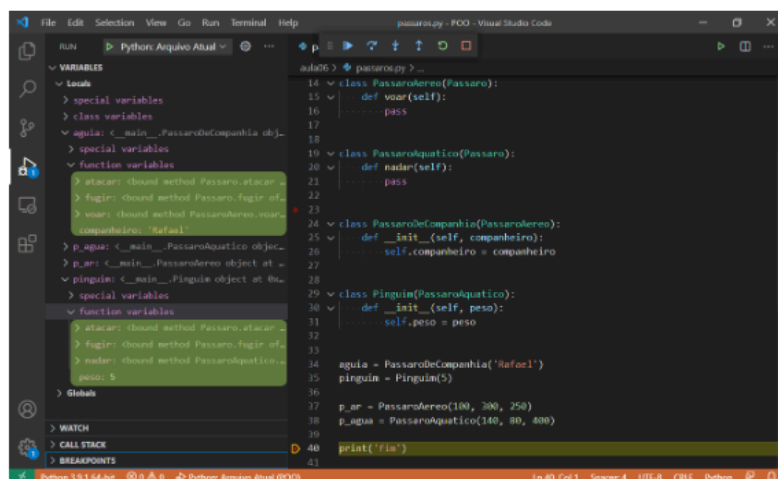 File Edit Selection View Go Run Terminal Help
passaros.py - POO - Visual Studio Code
RUN Python: Arquivo Atual
VARIABLES
Locals
special variables
class variables
aguia: <__main__.PassaroDeCompanhia obj…
special variables
function variables
atacar: <bound method Passaro.atacar …
fugir: <bound method Passaro.fugir of…
voar: <bound method PassaroAereo.voar…
companheiro: 'Rafael'
p_agua: <__main__.PassaroAquatico objec…
p_ar: <__main__.PassaroAereo object at …
pinguim: <__main__.Pinguim object at 0x…
special variables
function variables
atacar: <bound method Passaro.atacar …
fugir: <bound method Passaro.fugir of…
nadar: <bound method PassaroAquatico.…
peso: 5
Globals
WATCH
CALL STACK
BREAKPOINTS
aula06 > passaros.py > ...
14 class PassaroAereo(Passaro):
15 def voar(self):
16 pass
17
18
19 class PassaroAquatico(Passaro):
20 def nadar(self):
21 pass
22
23
24 class PassaroDeCompanhia(PassaroAereo):
25 def __init__(self, companheiro):
26 self.companheiro = companheiro
27
28
29 class Pinguim(PassaroAquatico):
30 def __init__(self, peso):
31 self.peso = peso
32
33
34 aguia = PassaroDeCompanhia('Rafael')
35 pinguim = Pinguim(5)
36
37 p_ar = PassaroAereo(100, 300, 250)
38 p_agua = PassaroAquatico(140, 80, 400)
39
40 print('fim')
41
Python 3.9.1 64-bit 0 0 Python: Arquivo Atual (POO)
Ln 40, Col 1 Spaces: 4 UTF-8 CRLF Python